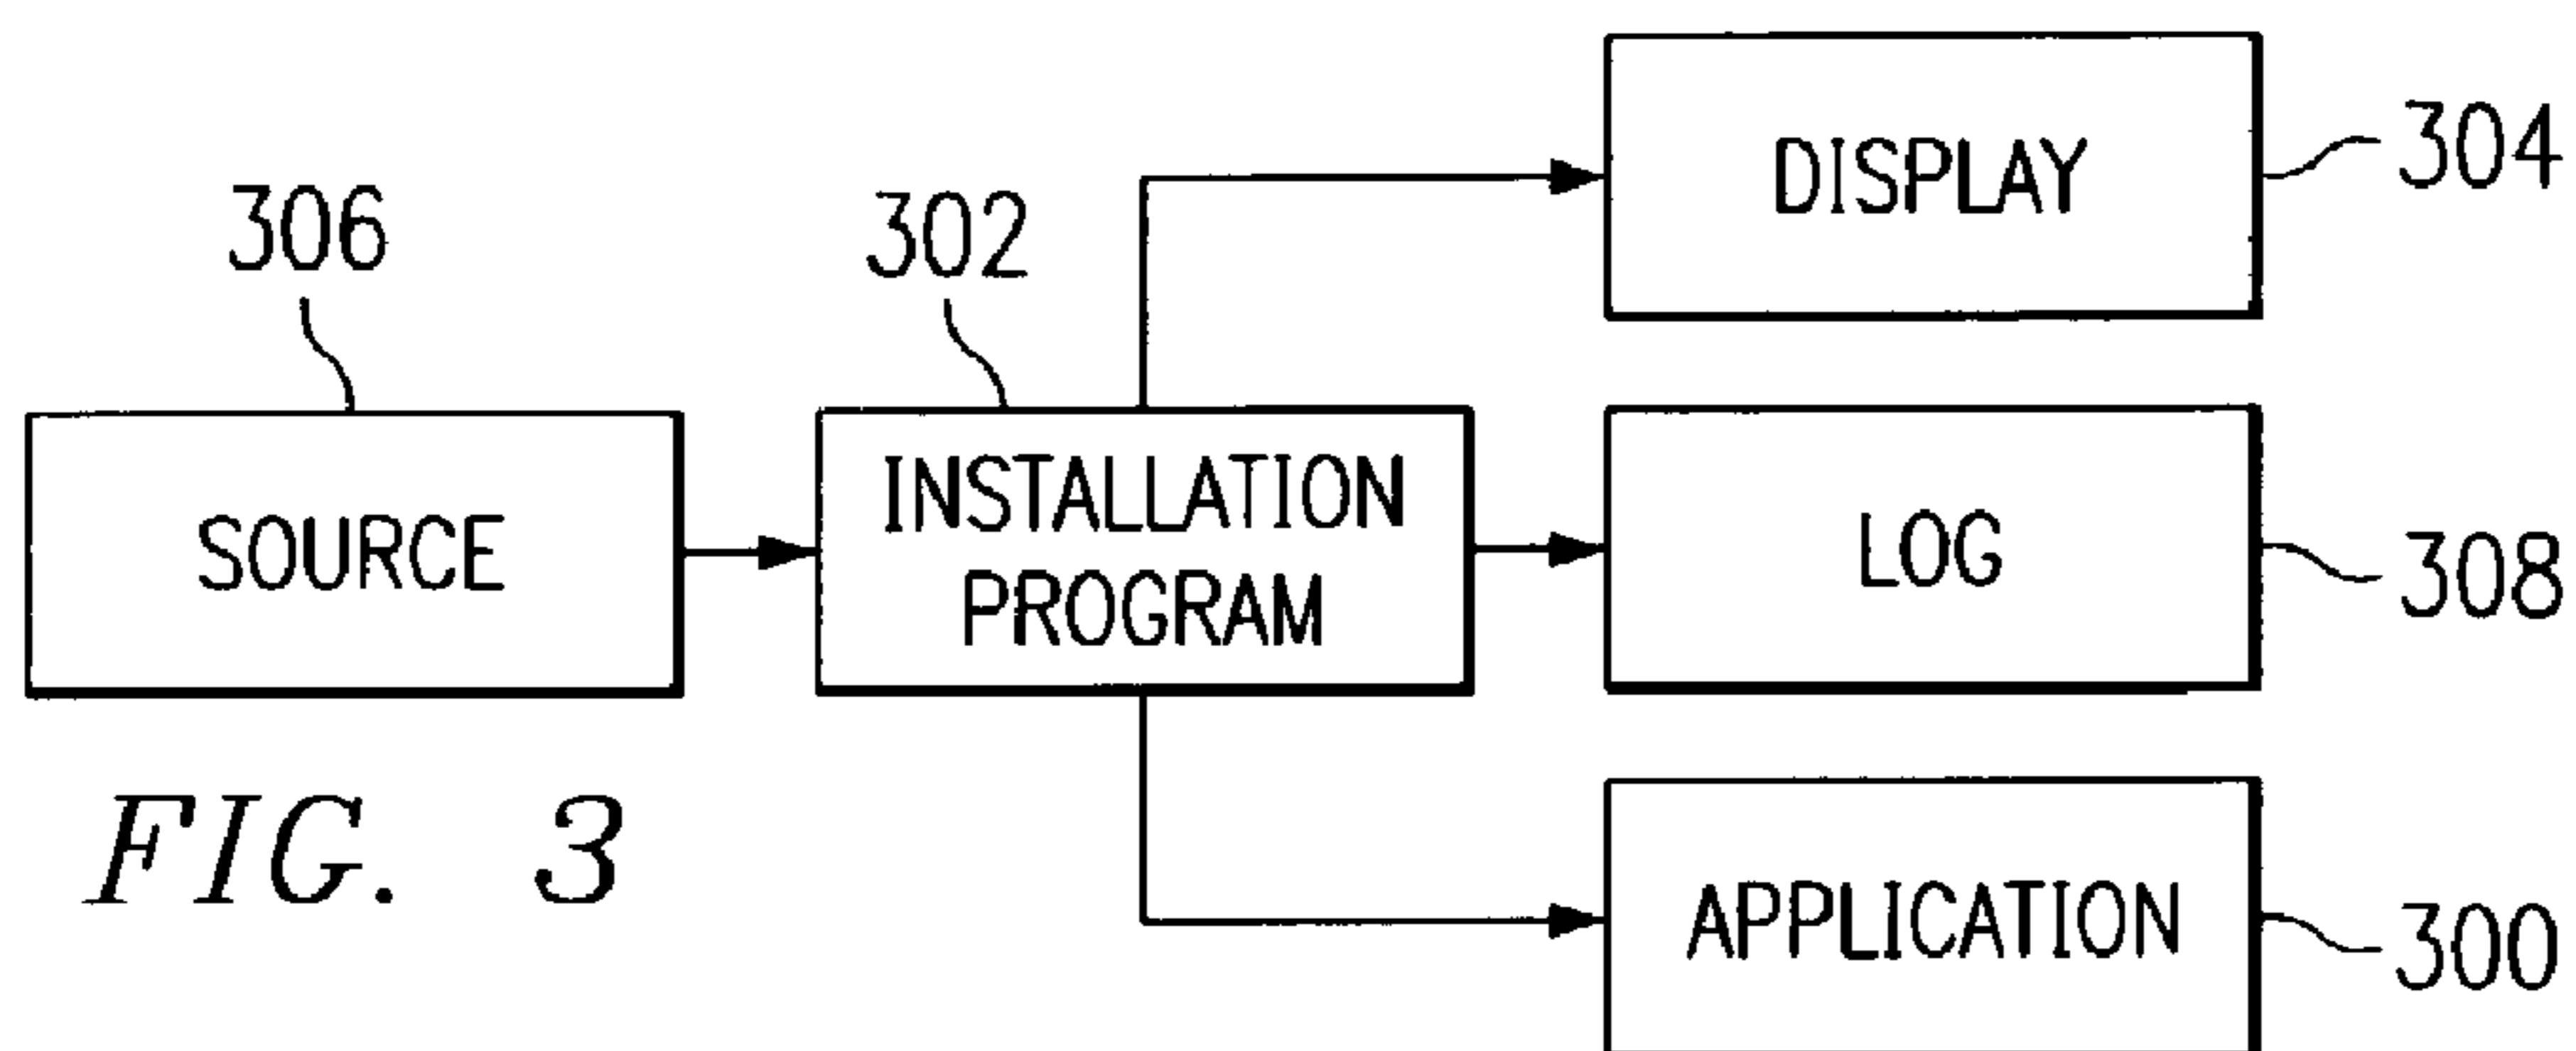 DISPLAY
304
306
302
SOURCE
INSTALLATION
PROGRAM
LOG
308
FIG. 3
APPLICATION
300